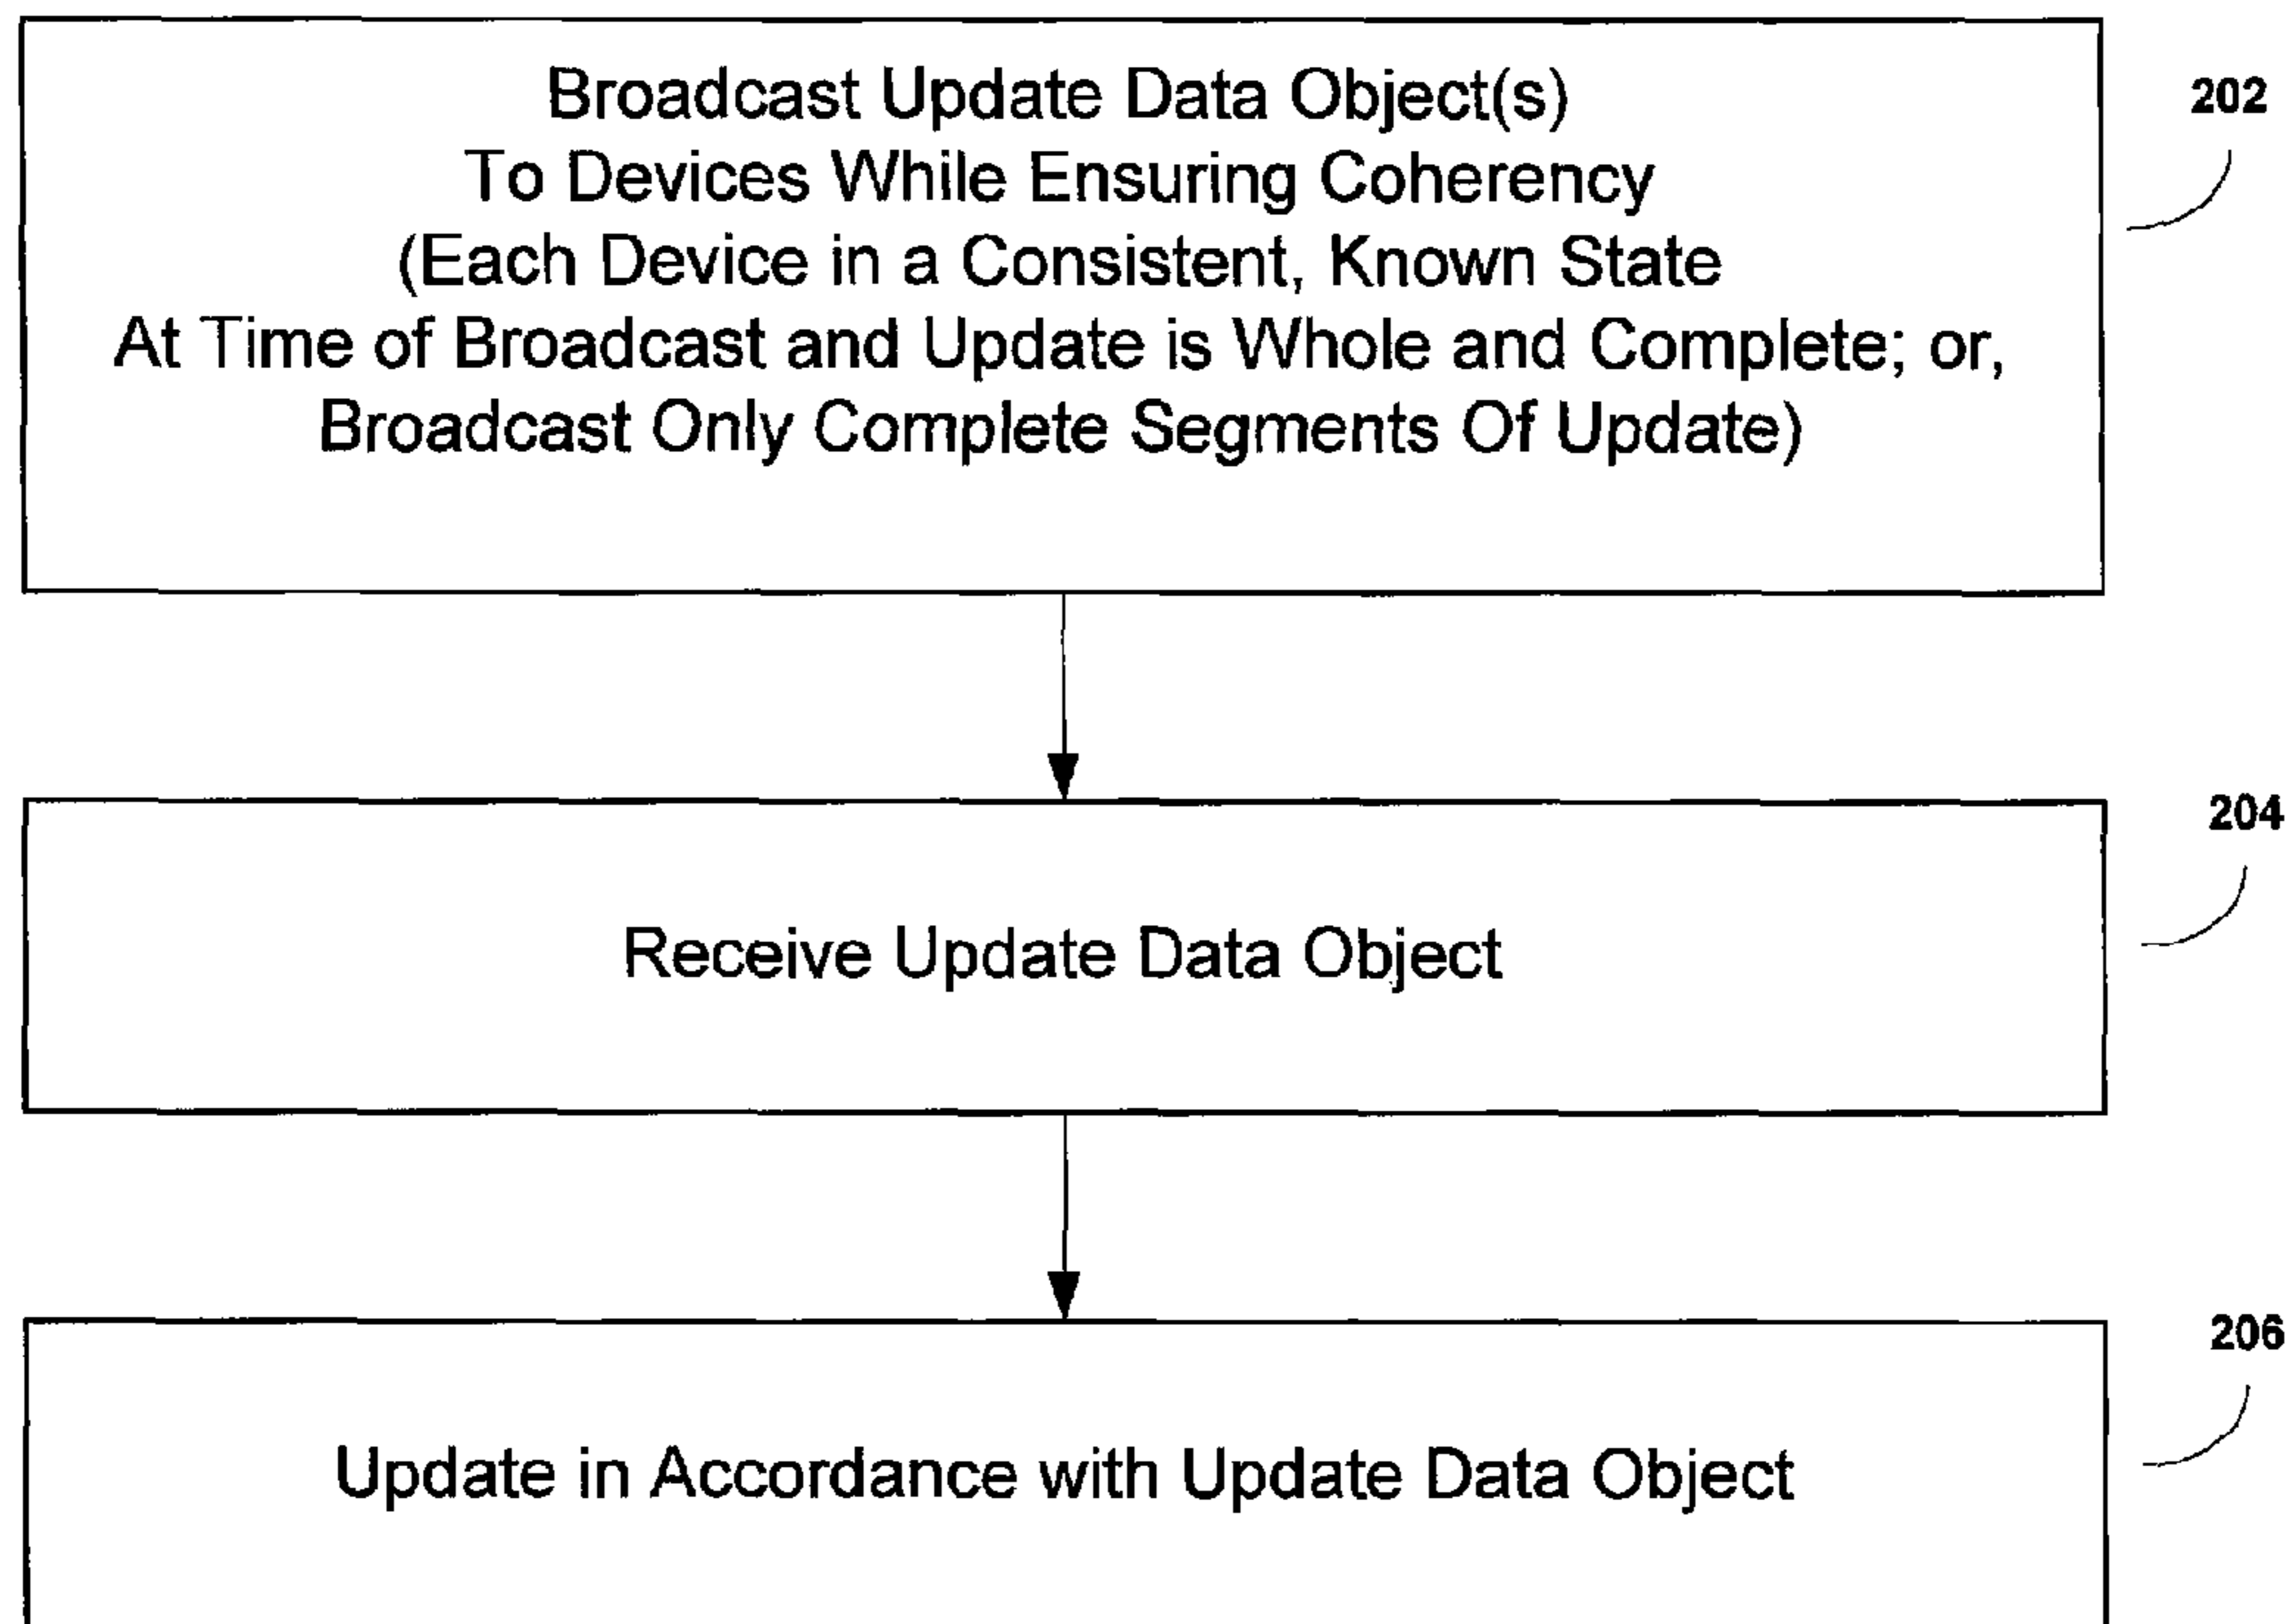 Broadcast Update Data Object(s)
To Devices While Ensuring Coherency
(Each Device in a Consistent, Known State
At Time of Broadcast and Update is Whole and Complete; or,
Broadcast Only Complete Segments Of Update)
202
Receive Update Data Object
204
Update in Accordance with Update Data Object
206